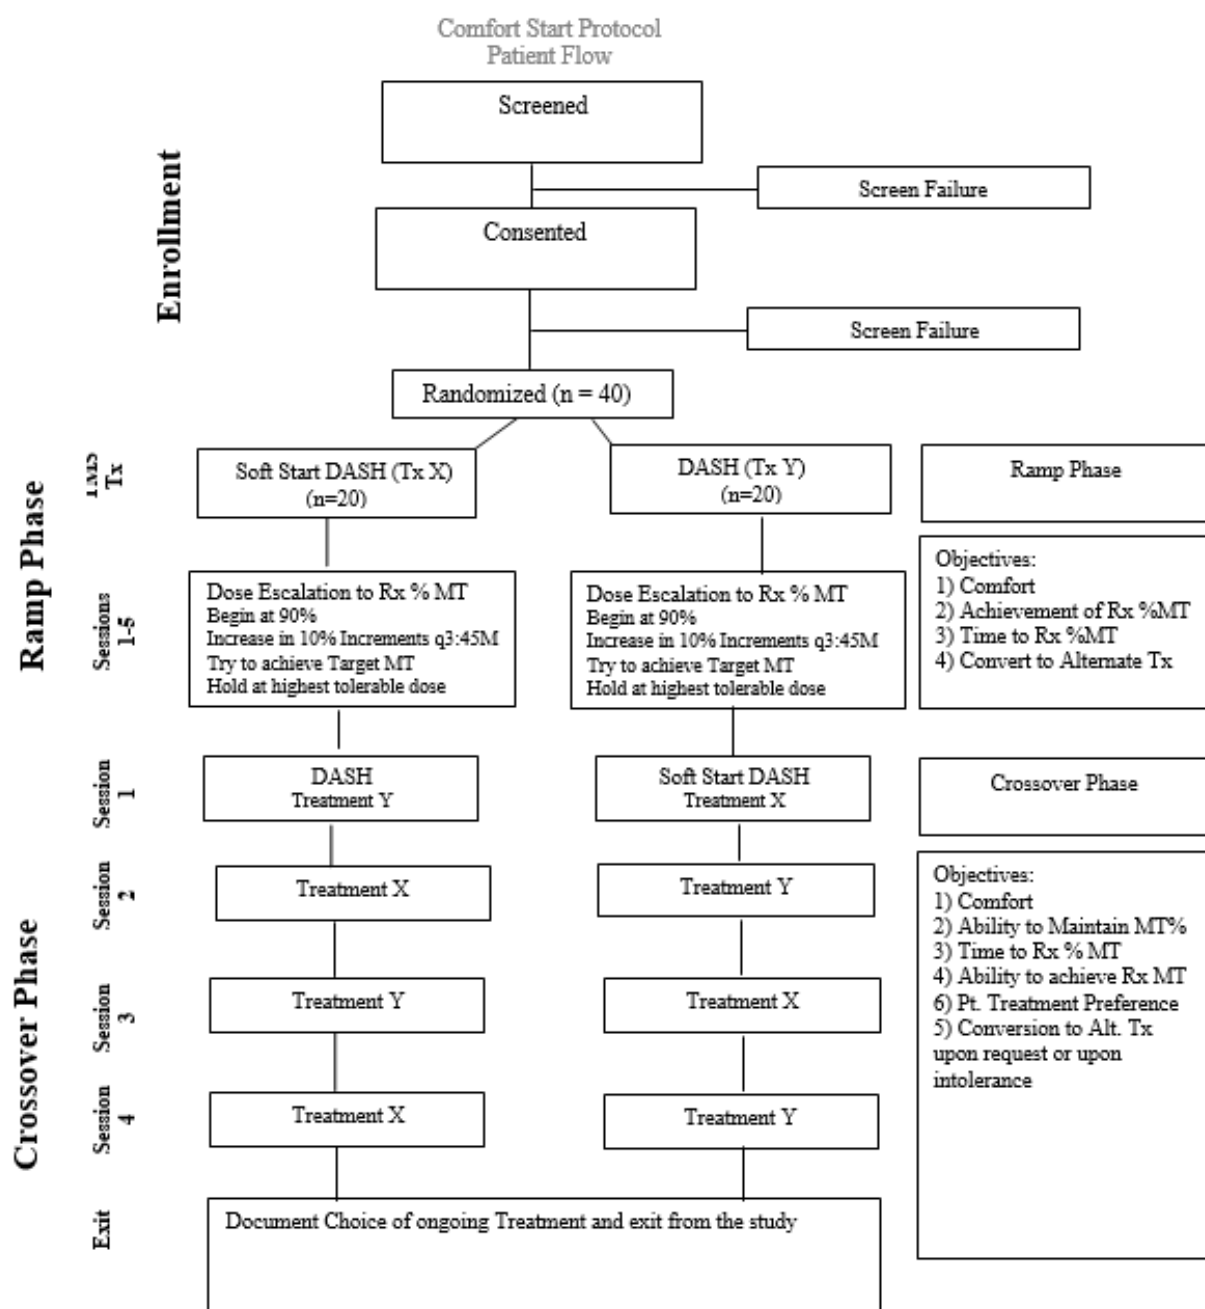 Comfort Start Protocol
Patient Flow
Enrollment
Screened
Screen Failure
Consented
Screen Failure
Randomized (n = 40)
Ramp Phase
Tx
Soft Start DASH (Tx X)
(n=20)
DASH (Tx Y)
(n=20)
Ramp Phase
Sessions
1-5
Dose Escalation to Rx % MT
Begin at 90%
Increase in 10% Increments q3:45M
Try to achieve Target MT
Hold at highest tolerable dose
Dose Escalation to Rx % MT
Begin at 90%
Increase in 10% Increments q3:45M
Try to achieve Target MT
Hold at highest tolerable dose
Objectives:
1) Comfort
2) Achievement of Rx %MT
3) Time to Rx %MT
4) Convert to Alternate Tx
Crossover Phase
Session
1
DASH
Treatment Y
Soft Start DASH
Treatment X
Crossover Phase
Session
2
Treatment X
Treatment Y
Objectives:
1) Comfort
2) Ability to Maintain MT%
3) Time to Rx % MT
4) Ability to achieve Rx MT
6) Pt. Treatment Preference
5) Conversion to Alt. Tx
upon request or upon
intolerance
Session
3
Treatment Y
Treatment X
Session
4
Treatment X
Treatment Y
Exit
Document Choice of ongoing Treatment and exit from the study